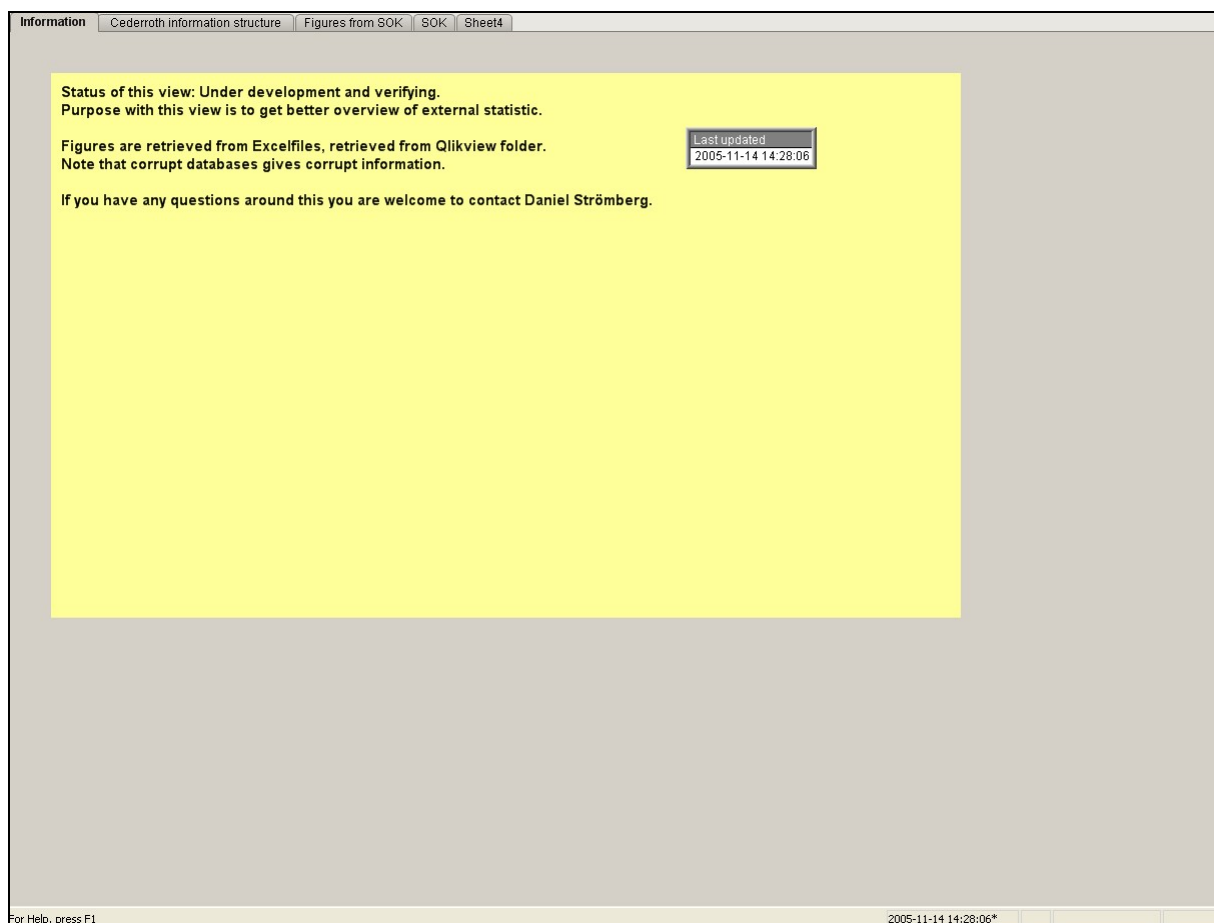 Information Cederroth information structure Figures from SOK SOK Sheet4
Status of this view: Under development and verifying.
Purpose with this view is to get better overview of external statistic.
Figures are retrieved from Excelfiles, retrieved from Qlikview folder.
Note that corrupt databases gives corrupt information.
Last updated
2005-11-14 14:28:06
If you have any questions around this you are welcome to contact Daniel Strömberg.
For Help, press F1 2005-11-14 14:28:06*